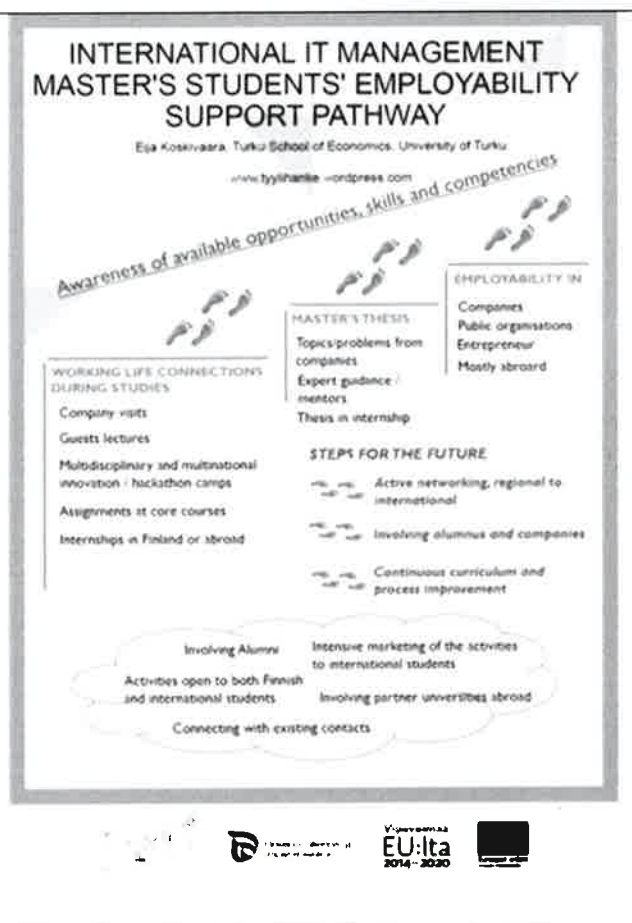 INTERNATIONAL IT MANAGEMENT
MASTER'S STUDENTS' EMPLOYABILITY
SUPPORT PATHWAY
Eija Koskivaara, Turku School of Economics, University of Turku
www.tyylihanke.wordpress.com
Awareness of available opportunities, skills and competencies
WORKING LIFE CONNECTIONS
DURING STUDIES
Company visits
Guests lectures
Multidisciplinary and multinational
innovation / hackathon camps
Assignments at core courses
Internships in Finland or abroad
MASTER'S THESIS
Topics/problems from
companies
Expert guidance /
mentors
Thesis in internship
EMPLOYABILITY IN
Companies
Public organisations
Entrepreneur
Mostly abroad
STEPS FOR THE FUTURE
Active networking, regional to
international
Involving alumnus and companies
Continuous curriculum and
process improvement
Involving Alumni
Intensive marketing of the activities
to international students
Activities open to both Finnish
and international students
Involving partner universities abroad
Connecting with existing contacts
Vipuvoimaa
EU:lta
2014–2020